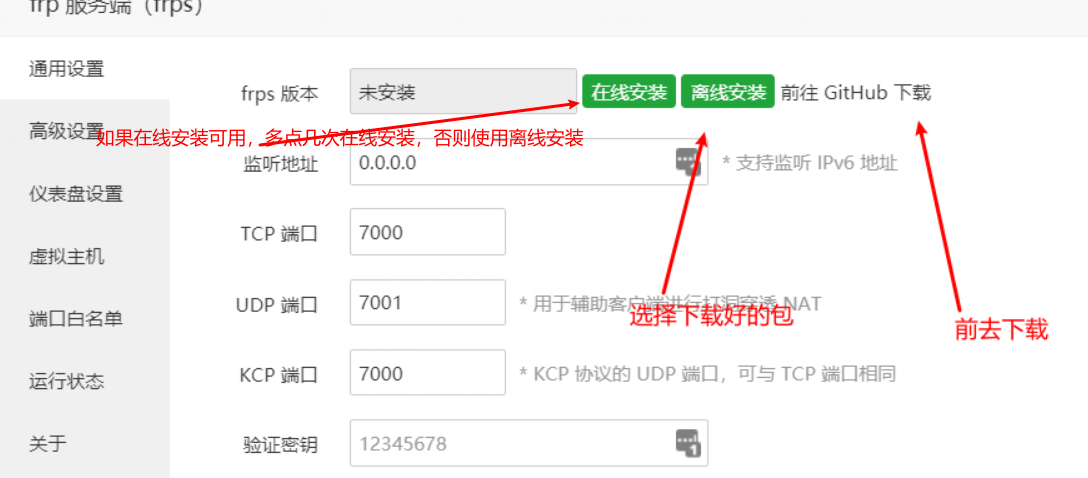 frp 服务端（frps）
通用设置
frps 版本 未安装 在线安装 离线安装 前往 GitHub 下载
高级设置
如果在线安装可用，多点几次在线安装，否则使用离线安装
监听地址 0.0.0.0 * 支持监听 IPv6 地址
仪表盘设置
TCP 端口 7000
虚拟主机
UDP 端口 7001 * 用于辅助客户端进行打洞穿透 NAT
选择下载好的包
端口白名单
前去下载
运行状态
KCP 端口 7000 * KCP 协议的 UDP 端口，可与 TCP 端口相同
关于
验证密钥 12345678